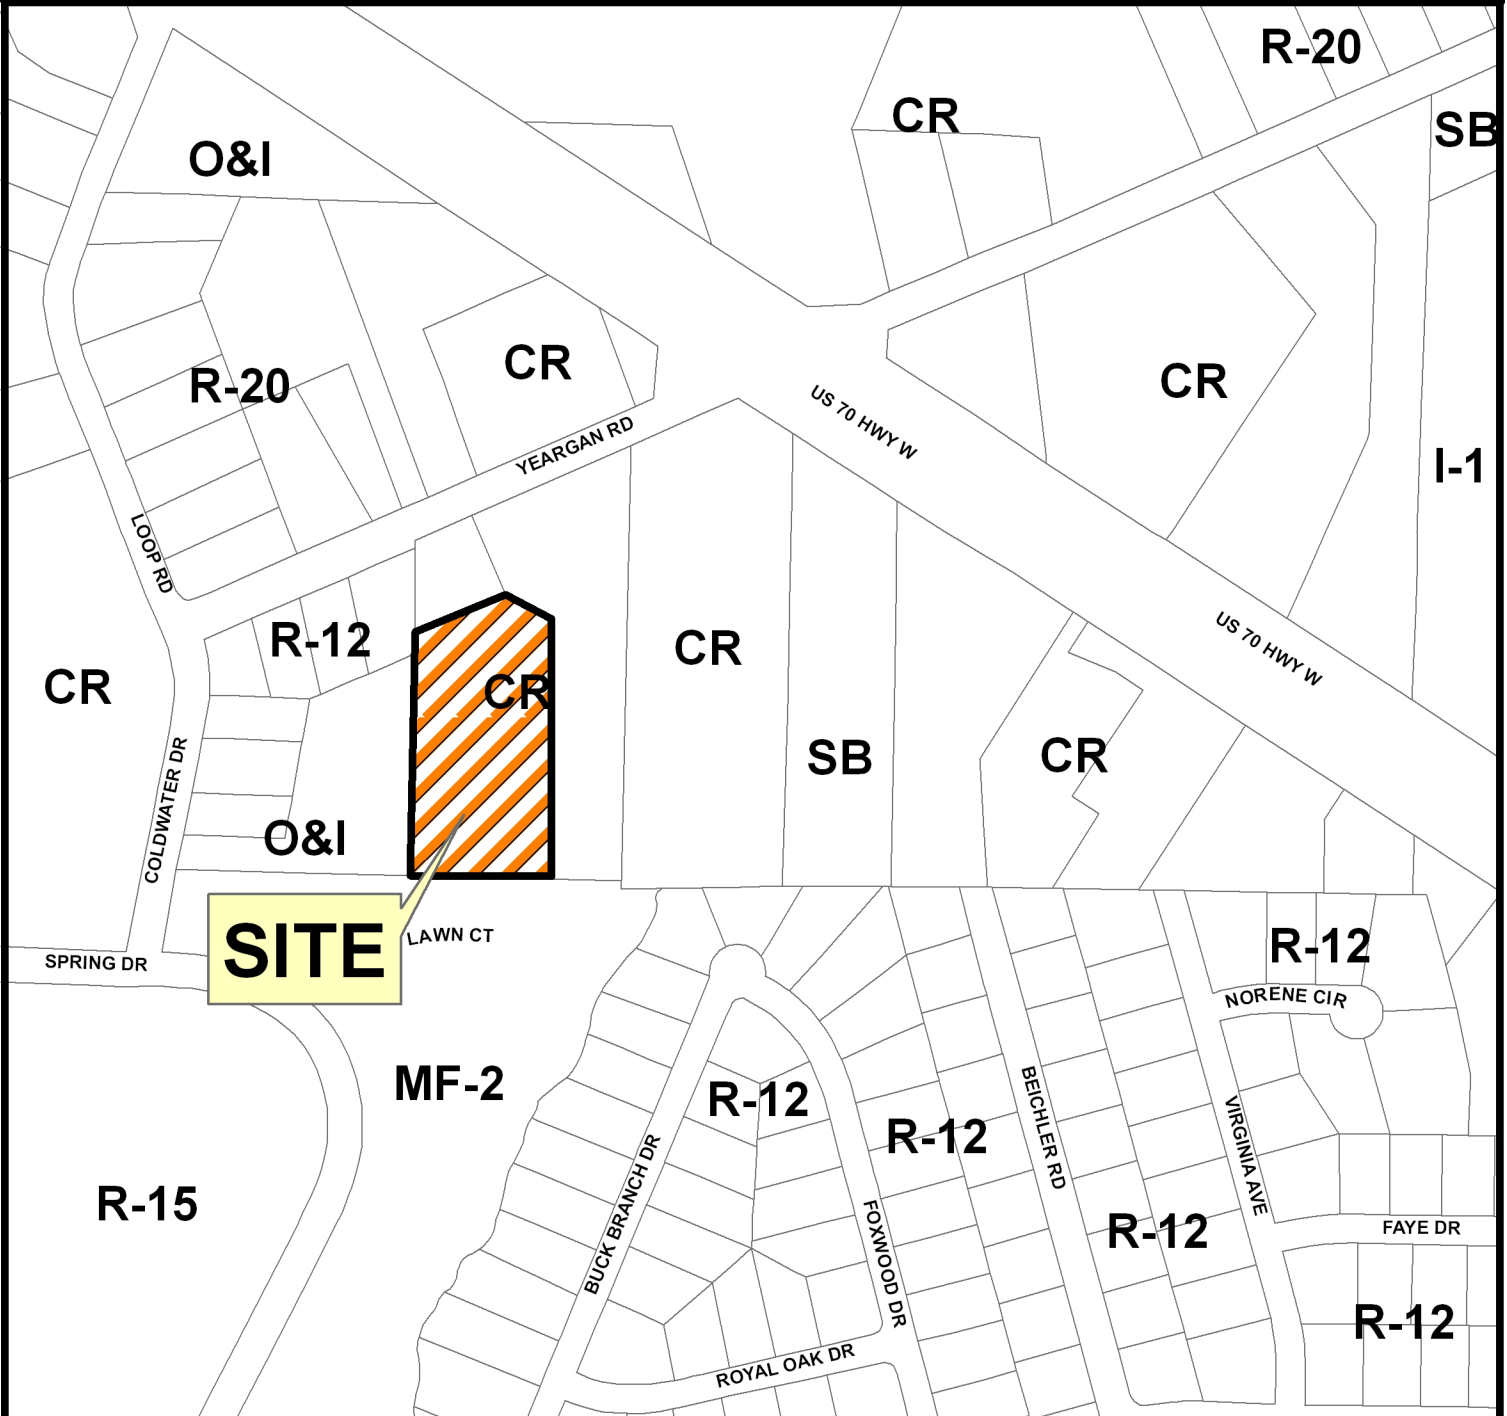 R-20
CR
SB
O&I
CR
R-20
CR
US 70 HWY W
YEARGAN RD
I-1
LOOP RD
R-12
CR
US 70 HWY W
CR
CR
SB
CR
COLDWATER DR
O&I
SITE
LAWN CT
R-12
SPRING DR
NORENE CIR
MF-2
R-12
R-12
BEICHLER RD
VIRGINIA AVE
R-15
BUCK BRANCH DR
FOXWOOD DR
R-12
FAYE DR
R-12
ROYAL OAK DR